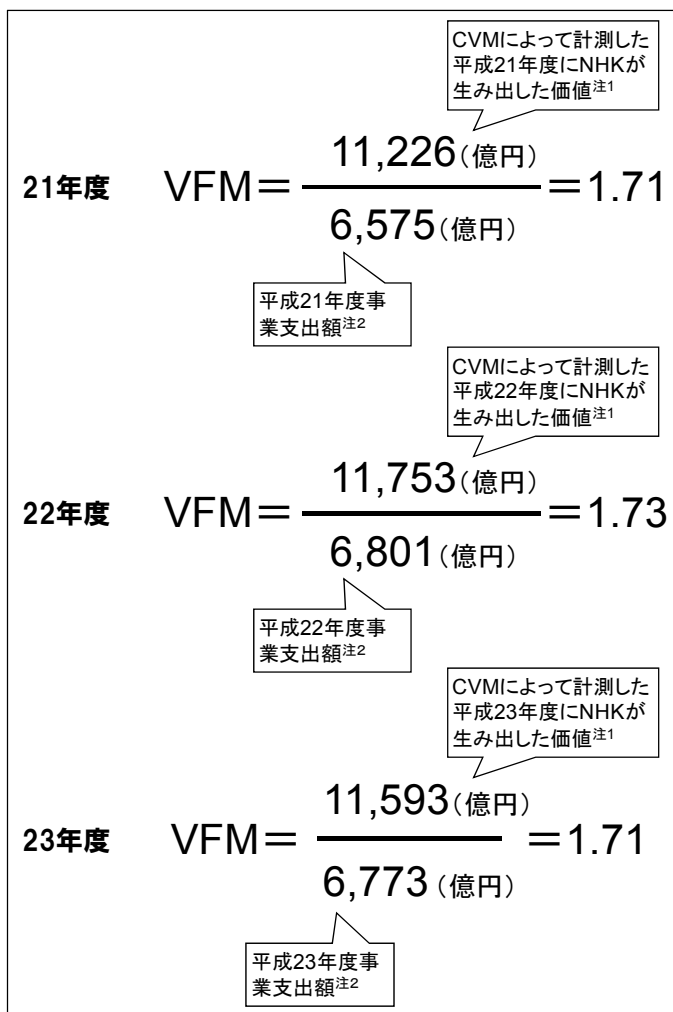 CVMによって計測した
平成21年度にNHKが
生み出した価値注1
11,226(億円)
21年度 VFM= =1.71
6,575(億円)
平成21年度事
業支出額注2
CVMによって計測した
平成22年度にNHKが
生み出した価値注1
11,753(億円)
22年度 VFM= =1.73
6,801(億円)
平成22年度事
業支出額注2
CVMによって計測した
平成23年度にNHKが
生み出した価値注1
11,593(億円)
23年度 VFM= =1.71
6,773(億円)
平成23年度事
業支出額注2